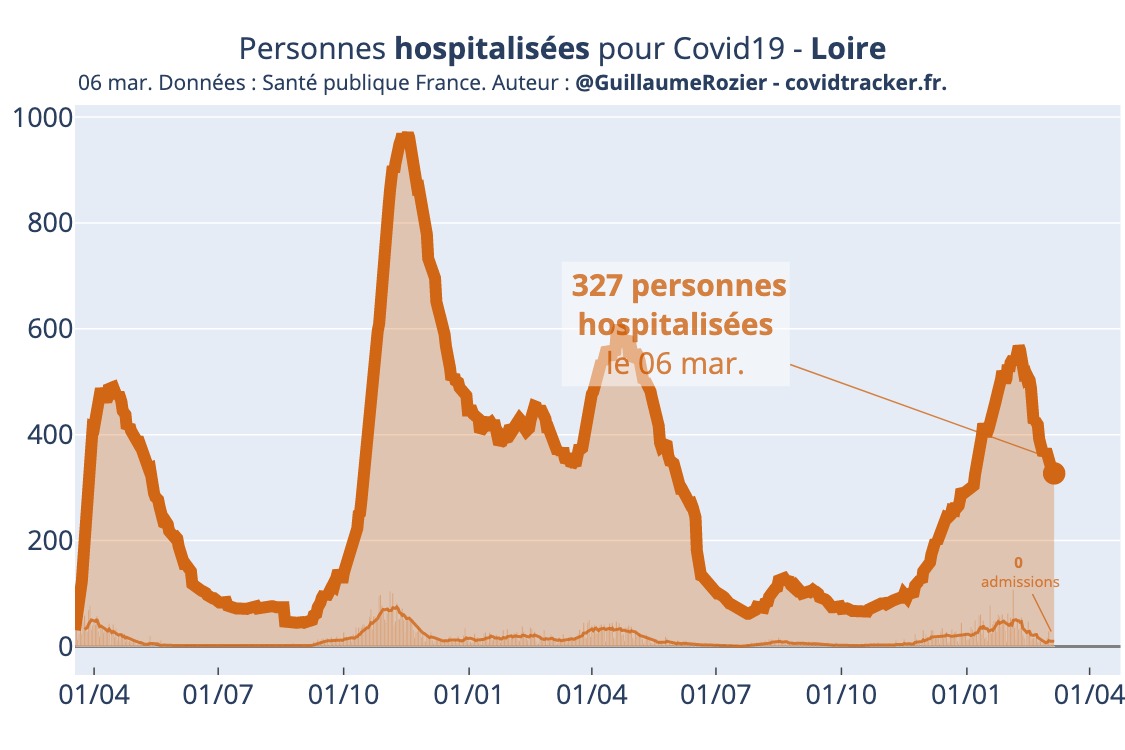 Personnes hospitalisées pour Covid19 - Loire
06 mar. Données : Santé publique France. Auteur : @GuillaumeRozier - covidtracker.fr.
1000
800
600
400
200
0
327 personnes
hospitalisées
le 06 mar.
0
admissions
01/04
01/07
01/10
01/01
01/04
01/07
01/10
01/01
01/04